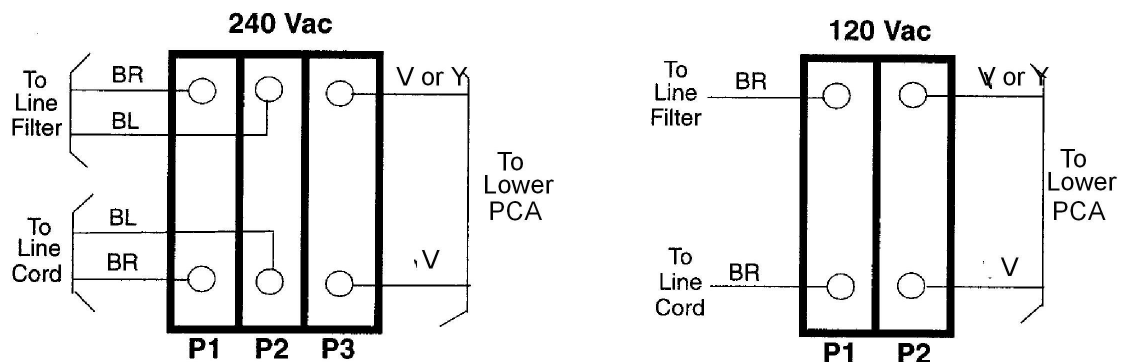 240 Vac
To
Line
Filter
BR
BL
V or Y
To
Lower
PCA
To
Line
Cord
BL
BR
V
P1 P2 P3
120 Vac
To
Line
Filter
BR
V or Y
To
Lower
PCA
To
Line
Cord
BR
V
P1 P2